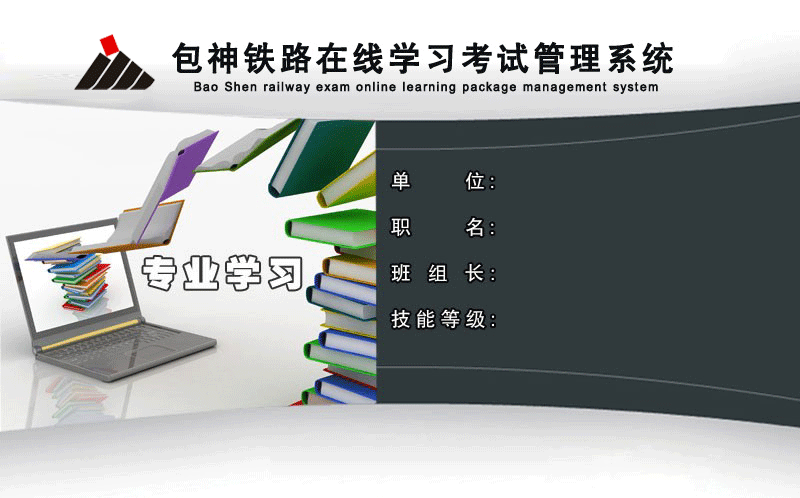 包神铁路在线学习考试管理系统
Bao Shen railway exam online learning package management system
单 位:
职 名:
专业学习
班 组 长:
技能等级: